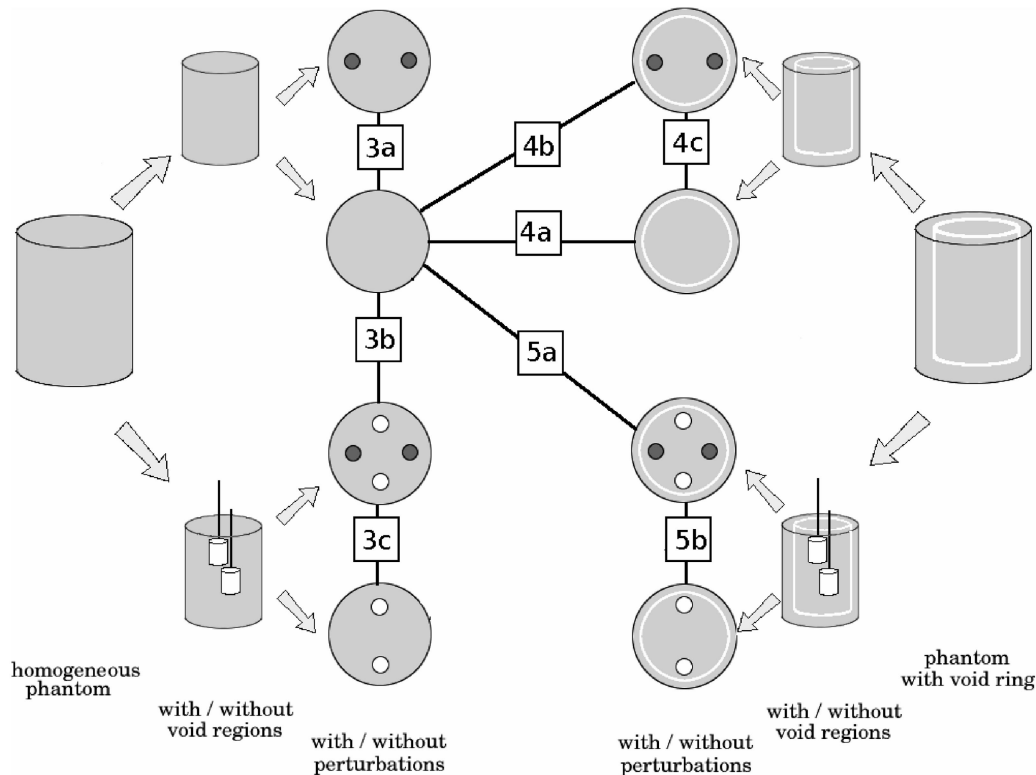 3a
4b
4c
4a
3b
5a
3c
5b
homogeneous
phantom
with / without
void regions
with / without
perturbations
with / without
perturbations
with / without
void regions
phantom
with void ring